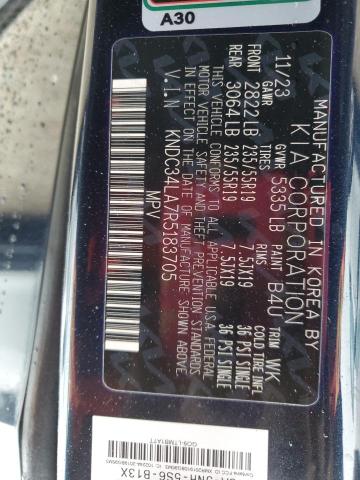 A30
MANUFACTURED IN KOREA BY
KIA CORPORATION
11/23 GVWR 5335LB PAINT B4U TRIM WK
GAWR TIRES RIMS COLD TIRE INFL
FRONT 2822LB 235/55R19 7.5JX19 36 PSI SINGLE
REAR 3064LB 235/55R19 7.5JX19 36 PSI SINGLE
THIS VEHICLE CONFORMS TO ALL APPLICABLE U.S.A. FEDERAL
MOTOR VEHICLE SAFETY AND THEFT PREVENTION STANDARDS
IN EFFECT ON THE DATE OF MANUFACTURE SHOWN ABOVE.
V.I.N KNDC34LA7R5183705
MPV
NH-5S6-B13X